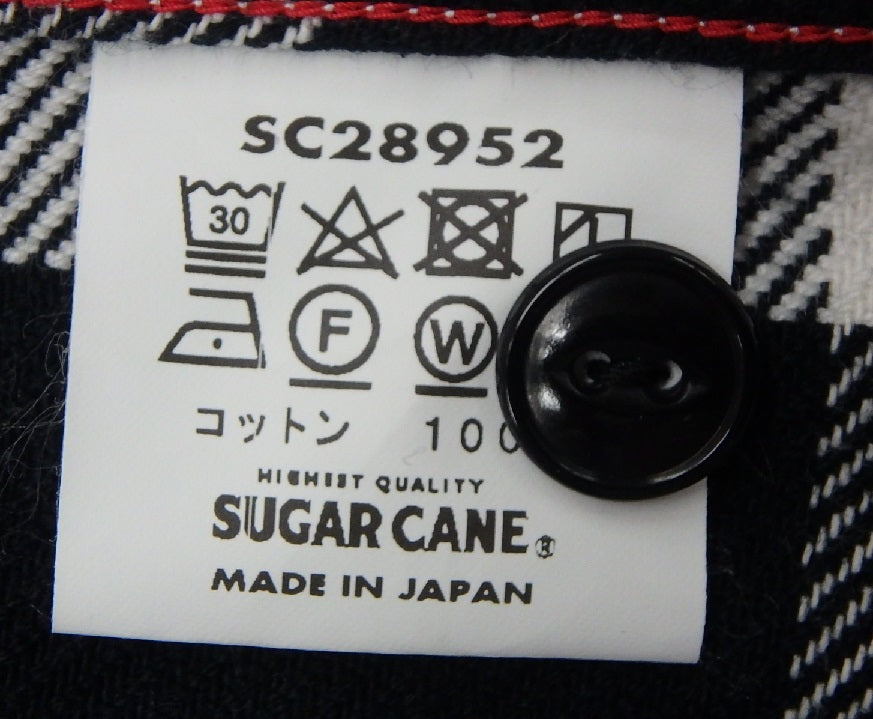 SC28952
30
F W
コットン 100
HIGHEST QUALITY
SUGAR CANE®
MADE IN JAPAN